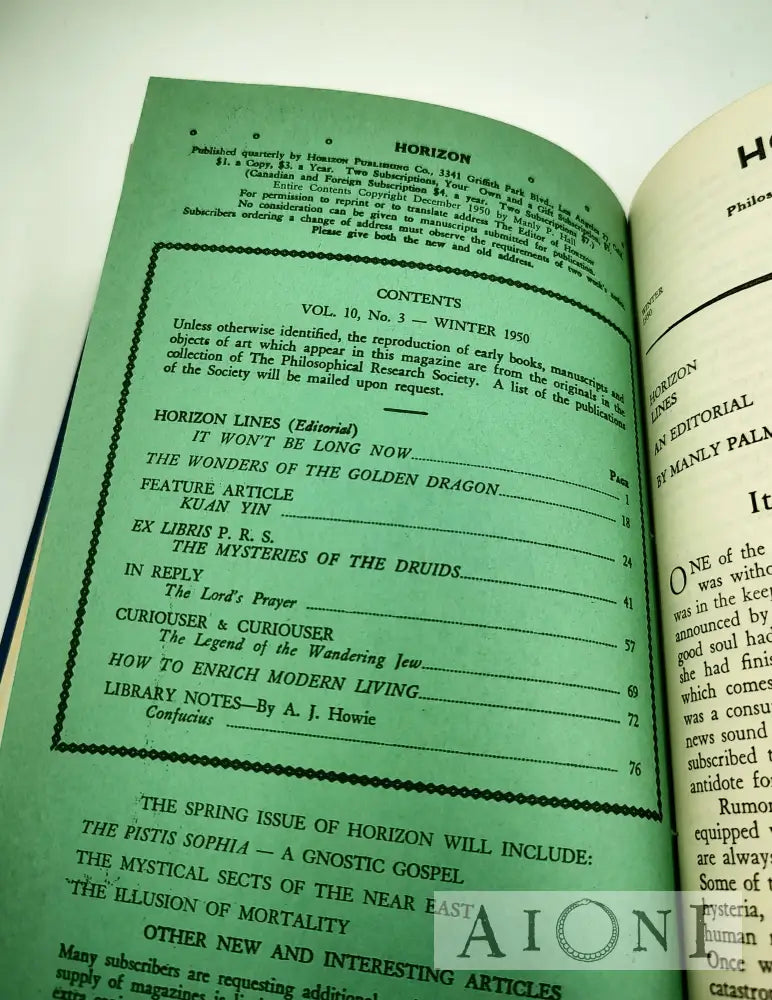 HORIZON
Published quarterly by HORIZON PUBLISHING CO., 3341 Griffith Park Blvd., Los Angeles 27, Calif.
$1. a Copy, $3. a Year. Two Subscriptions, Your Own and a Gift Subscription, $5.
(Canadian and Foreign Subscription $4. a year. Two Subscriptions $7.)
Entire Contents Copyright December 1950 by Manly P. Hall
For permission to reprint or to translate address The Editor of HORIZON
No consideration can be given to manuscripts submitted for publication.
Subscribers ordering a change of address must observe the requirements of two week's notice.
Please give both the new and old address.
CONTENTS
VOL. 10, No. 3 — WINTER 1950
Unless otherwise identified, the reproduction of early books, manuscripts and
objects of art which appear in this magazine are from the originals in the
collection of The Philosophical Research Society. A list of the publications
of the Society will be mailed upon request.
Page
HORIZON LINES (Editorial)
IT WON'T BE LONG NOW 1
THE WONDERS OF THE GOLDEN DRAGON 18
FEATURE ARTICLE
KUAN YIN 24
EX LIBRIS P. R. S.
THE MYSTERIES OF THE DRUIDS 41
IN REPLY
The Lord's Prayer 57
CURIOUSER & CURIOUSER
The Legend of the Wandering Jew 69
HOW TO ENRICH MODERN LIVING 72
LIBRARY NOTES—By A. J. Howie
Confucius 76
THE SPRING ISSUE OF HORIZON WILL INCLUDE:
THE PISTIS SOPHIA — A GNOSTIC GOSPEL
THE MYSTICAL SECTS OF THE NEAR EAST
THE ILLUSION OF MORTALITY
OTHER NEW AND INTERESTING ARTICLES
Many subscribers are requesting additional
supply of magazines is
HO
Philos
WINTER
1950
HORIZON
LINES
AN EDITORIAL
BY MANLY PALM
It
ONE of the
was witho
was in the keep
announced by
good soul had
she had finis
which comes
was a consu
news sound
subscribed t
antidote fo
Rumor
equipped
are always
Some of t
hysteria,
human
Once w
catastro
AIONI